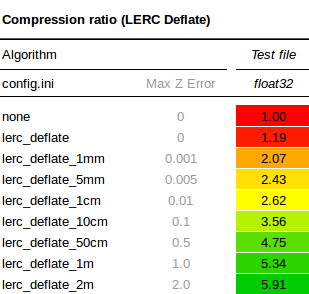 Compression ratio (LERC Deflate)
Algorithm Test file
config.ini Max Z Error float32
none 0 1.00
lerc_deflate 0 1.19
lerc_deflate_1mm 0.001 2.07
lerc_deflate_5mm 0.005 2.43
lerc_deflate_1cm 0.01 2.62
lerc_deflate_10cm 0.1 3.56
lerc_deflate_50cm 0.5 4.75
lerc_deflate_1m 1.0 5.34
lerc_deflate_2m 2.0 5.91